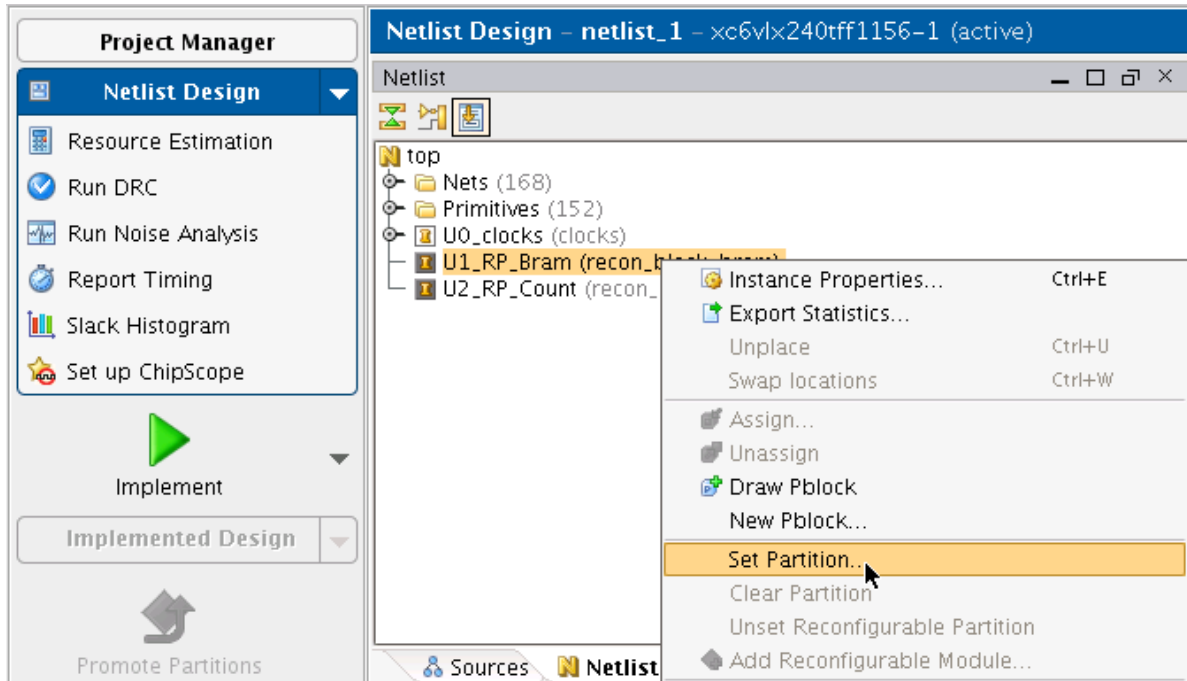 Project Manager
Netlist Design
Resource Estimation
Run DRC
Run Noise Analysis
Report Timing
Slack Histogram
Set up ChipScope
Implement
Implemented Design
Promote Partitions
Netlist Design - netlist_1 - xc6vlx240tff1156-1 (active)
Netlist
top
Nets (168)
Primitives (152)
U0_clocks (clocks)
U1_RP_Bram (recon_block_bram)
U2_RP_Count (recon_
Instance Properties... Ctrl+E
Export Statistics...
Unplace Ctrl+U
Swap locations Ctrl+W
Assign...
Unassign
Draw Pblock
New Pblock...
Set Partition...
Clear Partition
Unset Reconfigurable Partition
Add Reconfigurable Module...
Sources Netlist